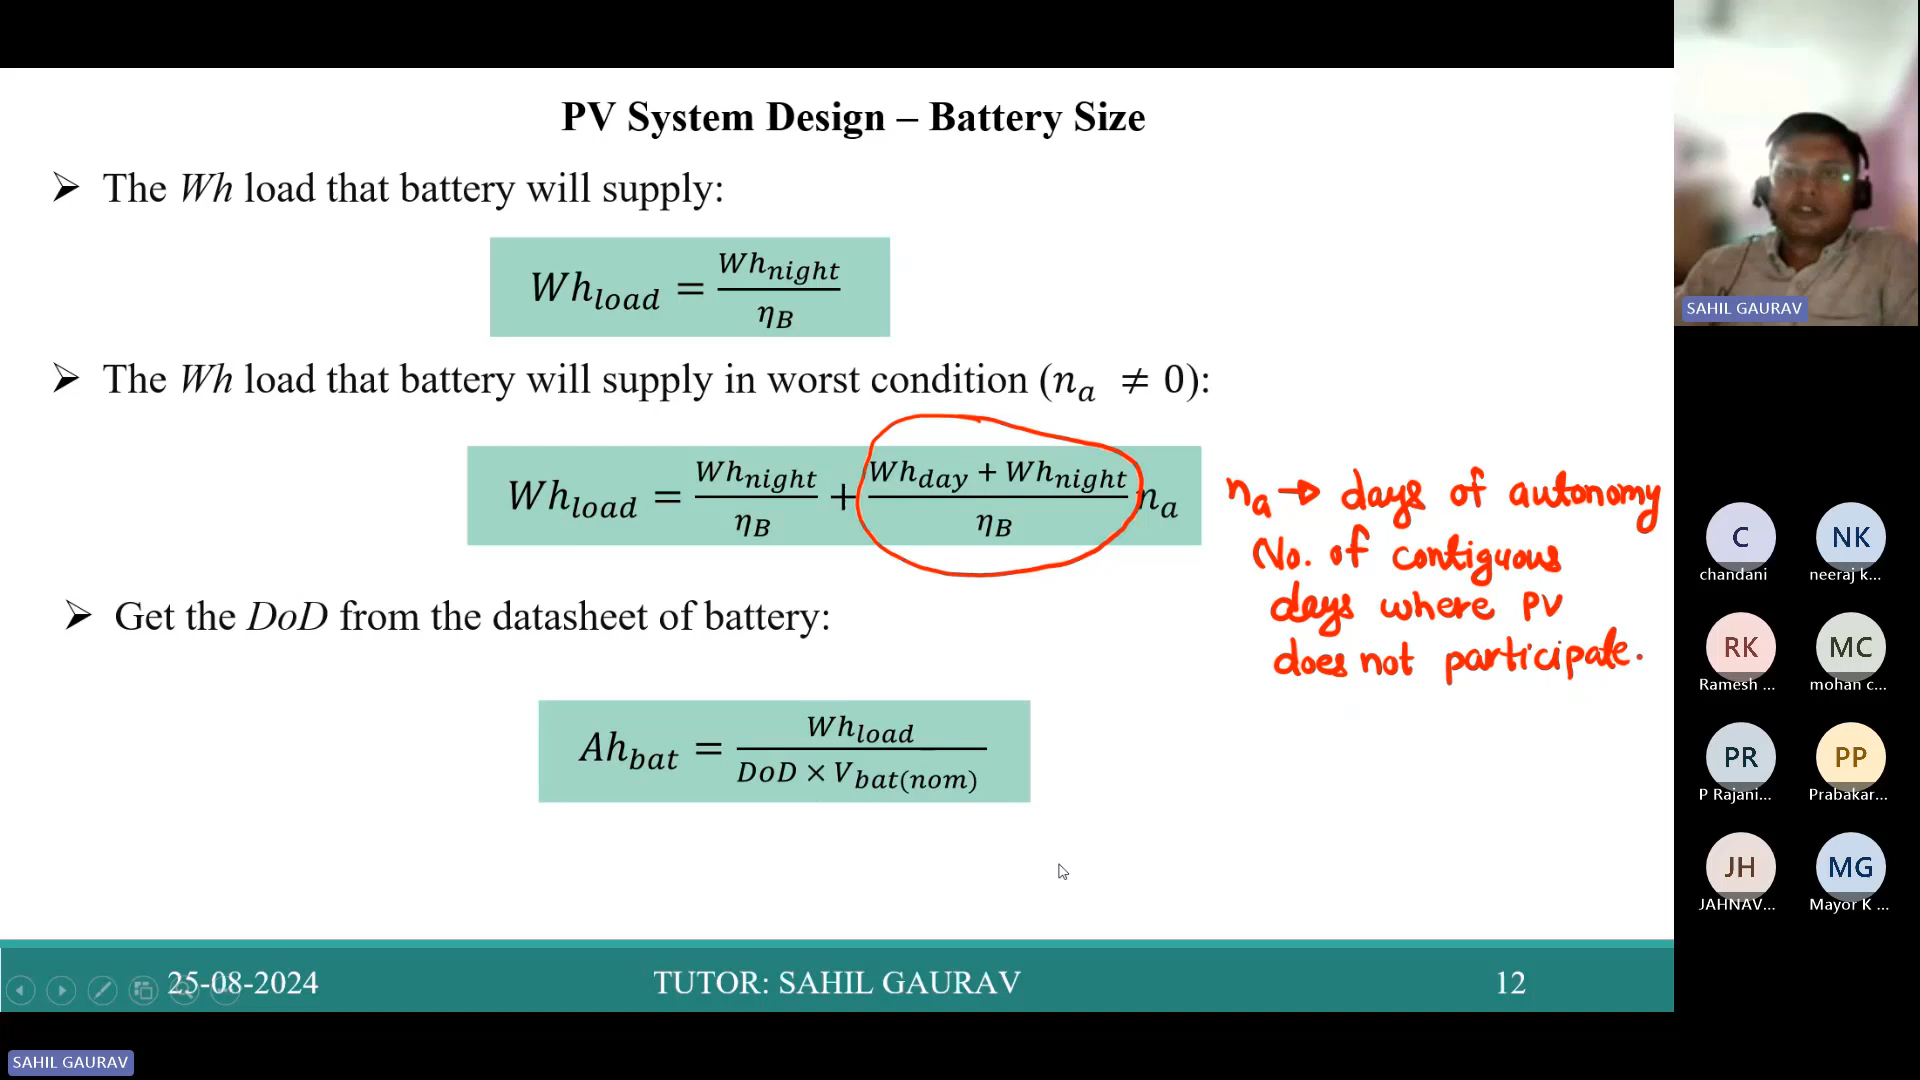 PV System Design – Battery Size
➢ The Wh load that battery will supply:
Wh_load = Wh_night / η_B
➢ The Wh load that battery will supply in worst condition (n_a ≠ 0):
Wh_load = Wh_night / η_B + (Wh_day + Wh_night) / η_B n_a
n_a → days of autonomy
No. of contiguous
days where PV
does not participate.
➢ Get the DoD from the datasheet of battery:
Ah_bat = Wh_load / (DoD × V_bat(nom))
25-08-2024 TUTOR: SAHIL GAURAV 12
SAHIL GAURAV
SAHIL GAURAV
C NK
chandani neeraj k...
RK MC
Ramesh ... mohan c...
PR PP
P Rajani... Prabakar...
JH MG
JAHNAV... Mayor K ...